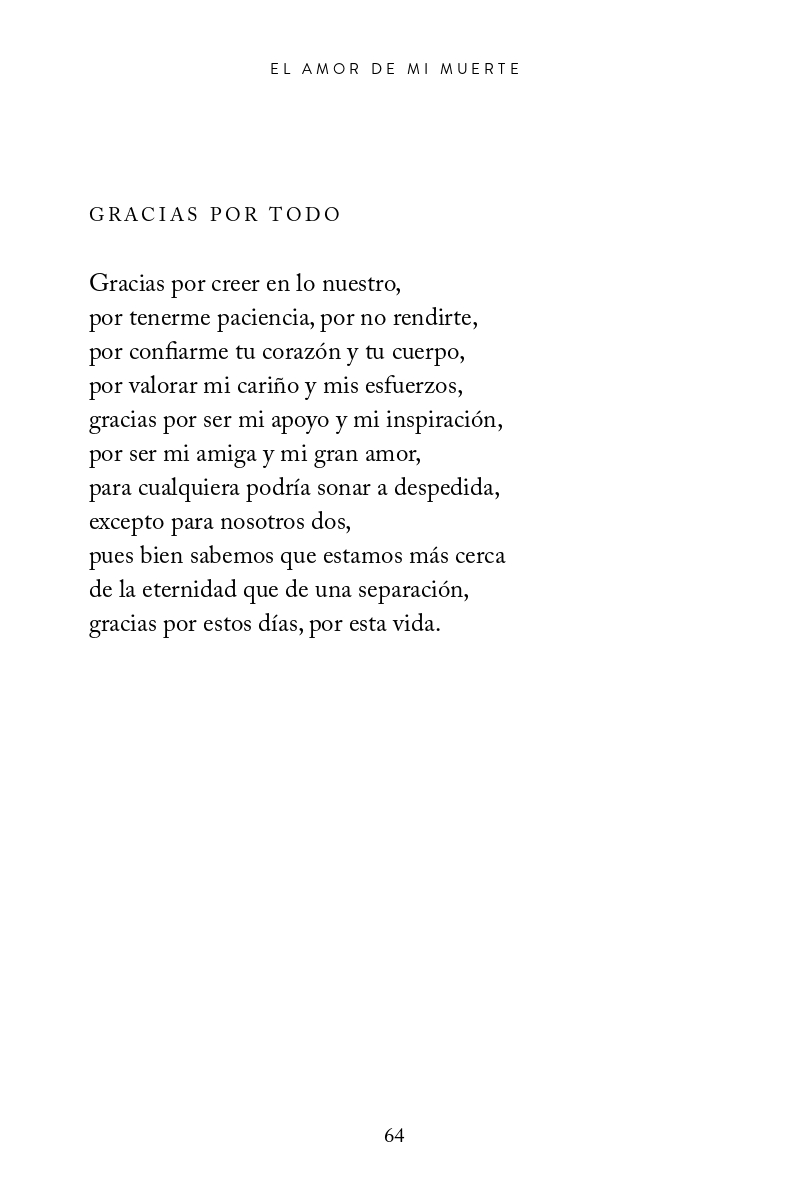 EL AMOR DE MI MUERTE
GRACIAS POR TODO
Gracias por creer en lo nuestro,
por tenerme paciencia, por no rendirte,
por confiarme tu corazón y tu cuerpo,
por valorar mi cariño y mis esfuerzos,
gracias por ser mi apoyo y mi inspiración,
por ser mi amiga y mi gran amor,
para cualquiera podría sonar a despedida,
excepto para nosotros dos,
pues bien sabemos que estamos más cerca
de la eternidad que de una separación,
gracias por estos días, por esta vida.
64